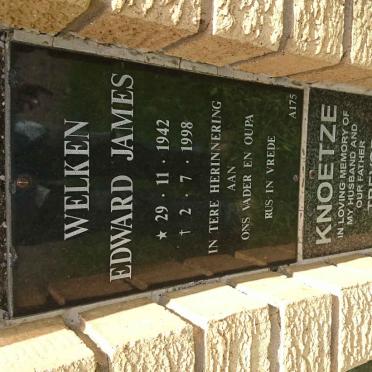 WELKEN
EDWARD JAMES
★ 29 · 11 · 1942
† 2 · 7 · 1998
IN TERE HERINNERING
AAN
ONS VADER EN OUPA
RUS IN VREDE
A175
KNOETZE
IN LOVING MEMORY OF
MY HUSBAND AND
OUR FATHER